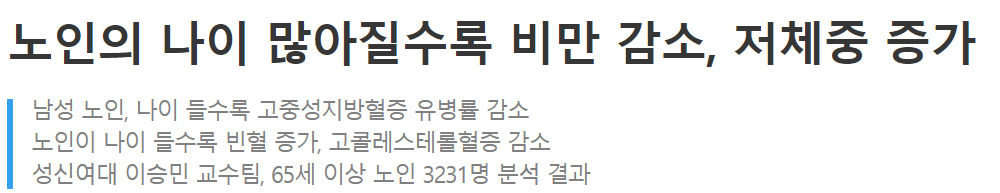 노인의 나이 많아질수록 비만 감소, 저체중 증가
남성 노인, 나이 들수록 고중성지방혈증 유병률 감소
노인이 나이 들수록 빈혈 증가, 고콜레스테롤혈증 감소
성신여대 이승민 교수팀, 65세 이상 노인 3231명 분석 결과